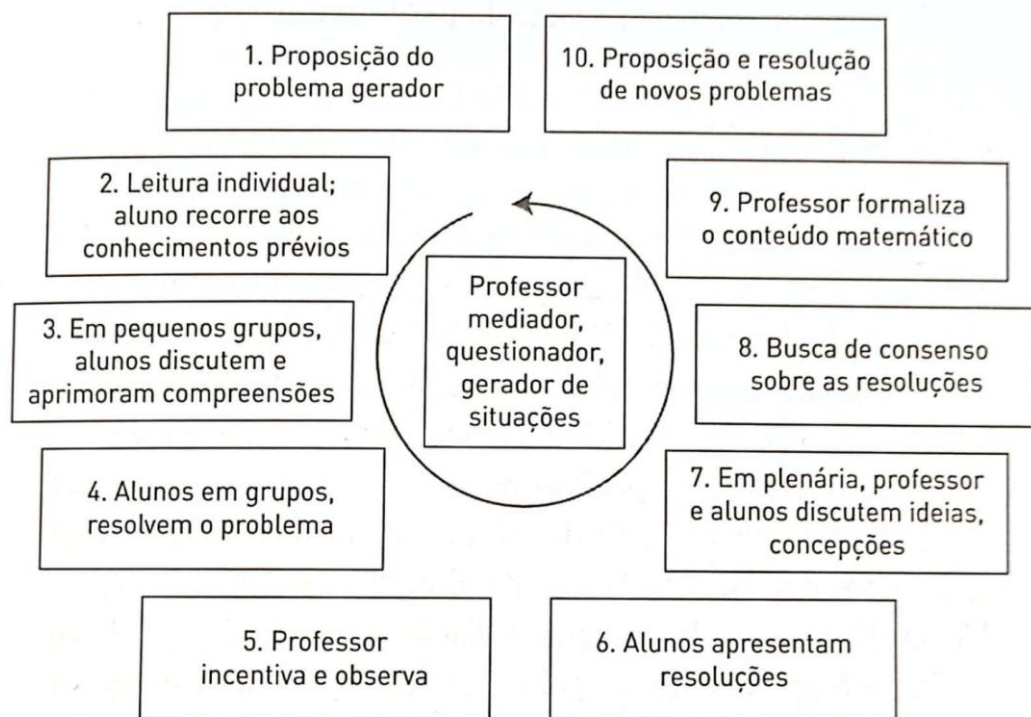 1. Proposição do
problema gerador
2. Leitura individual;
aluno recorre aos
conhecimentos prévios
3. Em pequenos grupos,
alunos discutem e
aprimoram compreensões
4. Alunos em grupos,
resolvem o problema
5. Professor
incentiva e observa
6. Alunos apresentam
resoluções
7. Em plenária, professor
e alunos discutem ideias,
concepções
8. Busca de consenso
sobre as resoluções
9. Professor formaliza
o conteúdo matemático
10. Proposição e resolução
de novos problemas
Professor
mediador,
questionador,
gerador de
situações